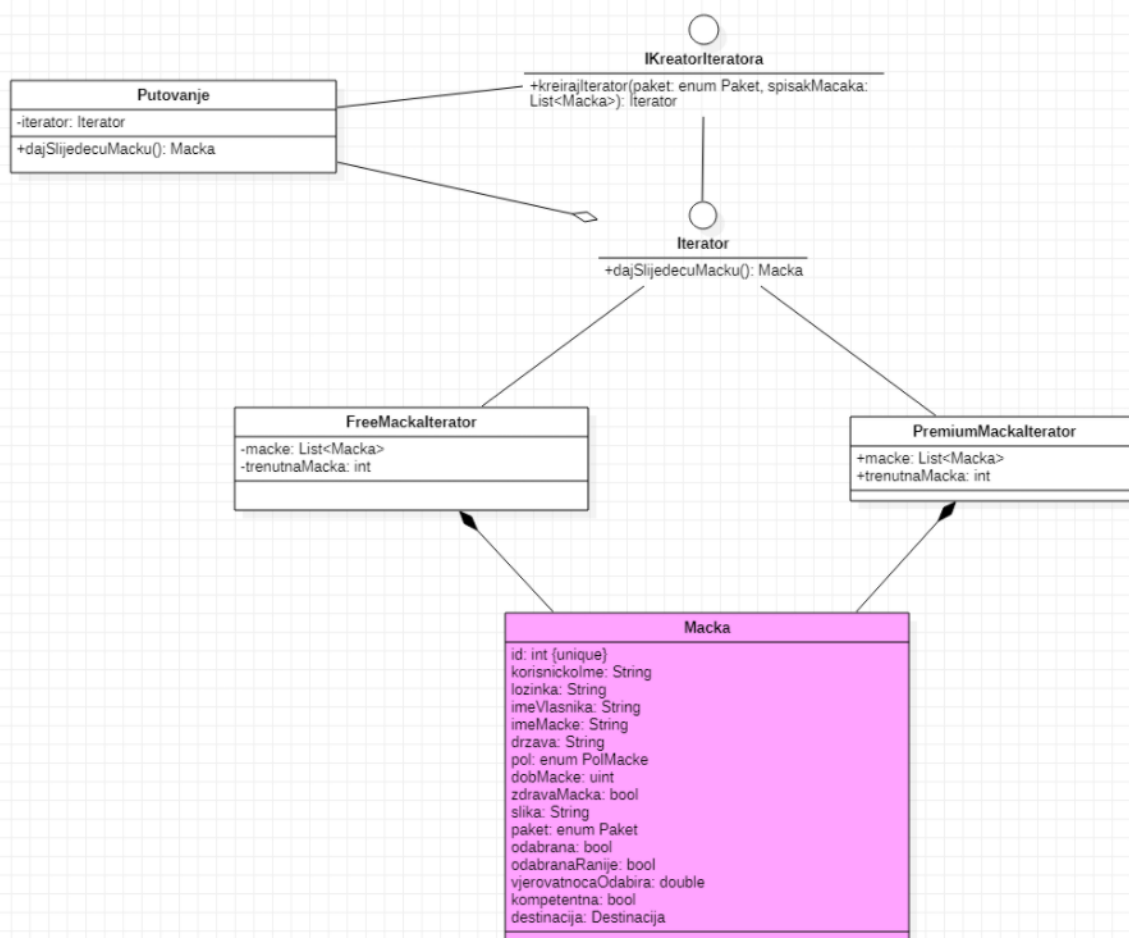 IKreatorIteratora
+kreirajIterator(paket: enum Paket, spisakMacaka:
List<Macka>): Iterator
Putovanje
-iterator: Iterator
+dajSlijedecuMacku(): Macka
Iterator
+dajSlijedecuMacku(): Macka
FreeMackaIterator
-macke: List<Macka>
-trenutnaMacka: int
PremiumMackaIterator
+macke: List<Macka>
+trenutnaMacka: int
Macka
id: int {unique}
korisnickoIme: String
lozinka: String
imeVlasnika: String
imeMacke: String
drzava: String
pol: enum PolMacke
dobMacke: uint
zdravaMacka: bool
slika: String
paket: enum Paket
odabrana: bool
odabranaRanije: bool
vjerovatnocaOdabira: double
kompetentna: bool
destinacija: Destinacija